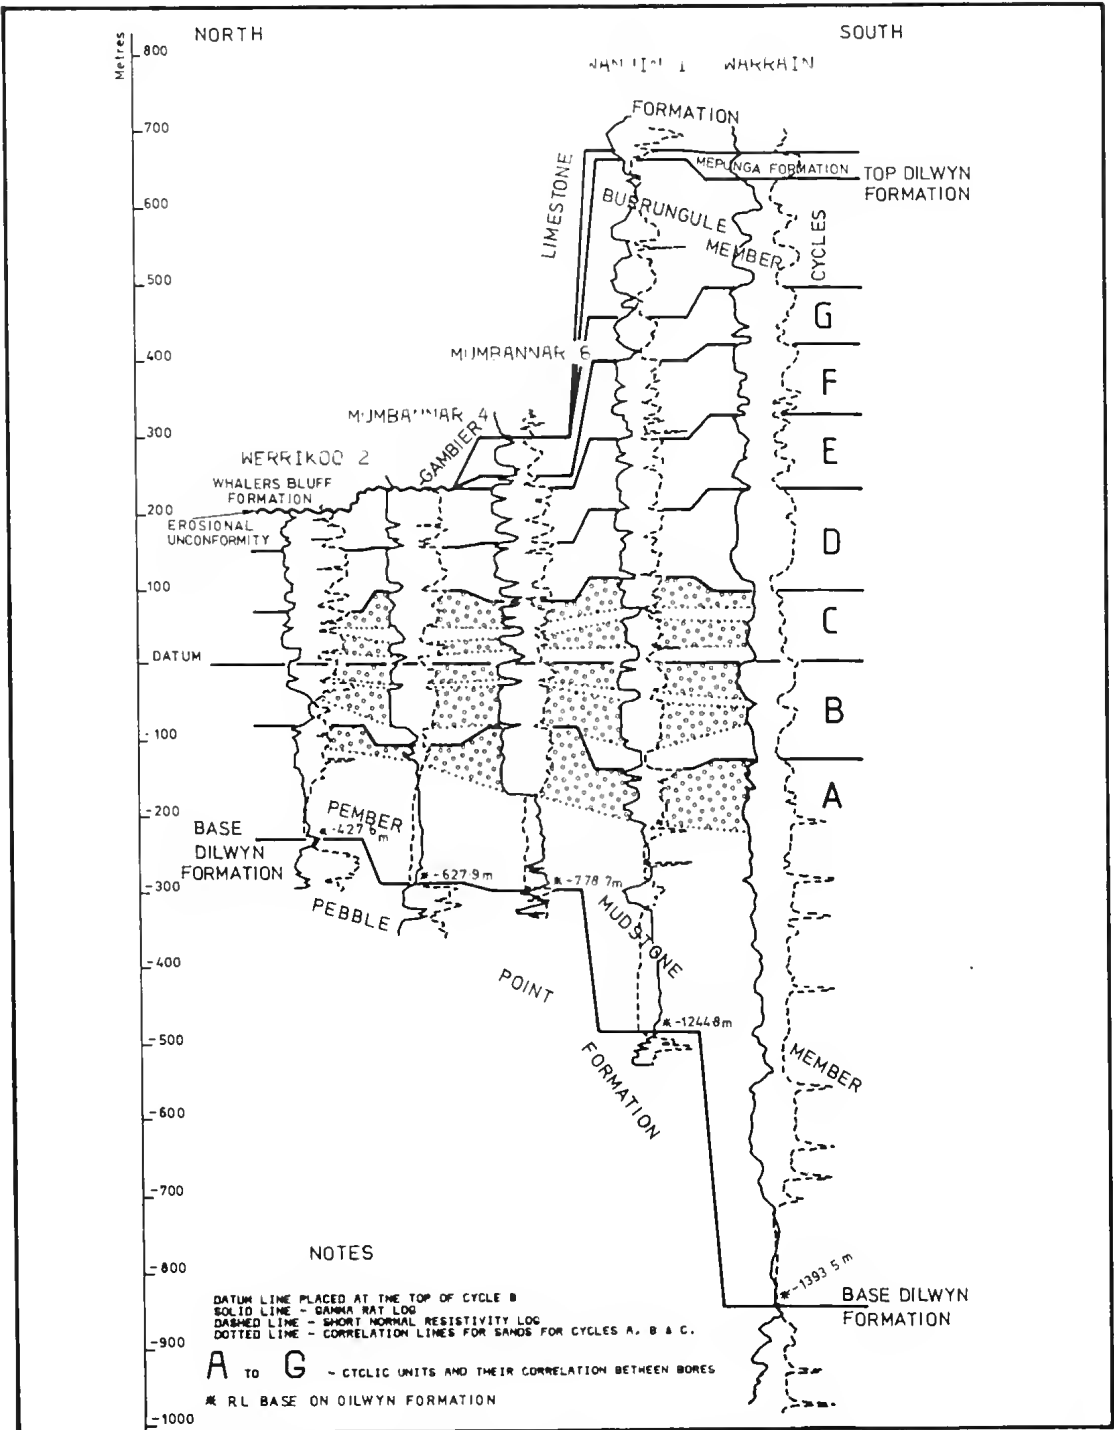 NORTH
SOUTH
Metres
800
700
600
500
400
300
200
100
DATUM
-100
-200
-300
-400
-500
-600
-700
-800
-900
-1000
WARRAIN
FORMATION
LIMESTONE
MEPUNGA FORMATION
TOP DILWYN
FORMATION
BURRUNGULE
MEMBER
CYCLES
G
F
E
D
C
B
A
MUMBANNAR 6
MUMBANNAR 4
GAMBIER
WERRIKOO 2
WHALERS BLUFF
FORMATION
EROSIONAL
UNCONFORMITY
PEMBER
BASE
DILWYN
FORMATION
* -427.6m
* -627.9m
* -778.7m
PEBBLE
MUDSTONE
POINT
* -1244.8m
FORMATION
MEMBER
* -1393.5 m
BASE DILWYN
FORMATION
NOTES
DATUM LINE PLACED AT THE TOP OF CYCLE B
SOLID LINE - GAMMA RAY LOG
DASHED LINE - SHORT NORMAL RESISTIVITY LOG
DOTTED LINE - CORRELATION LINES FOR SANDS FOR CYCLES A, B & C.
A TO G - CYCLIC UNITS AND THEIR CORRELATION BETWEEN BORES
* RL BASE ON DILWYN FORMATION